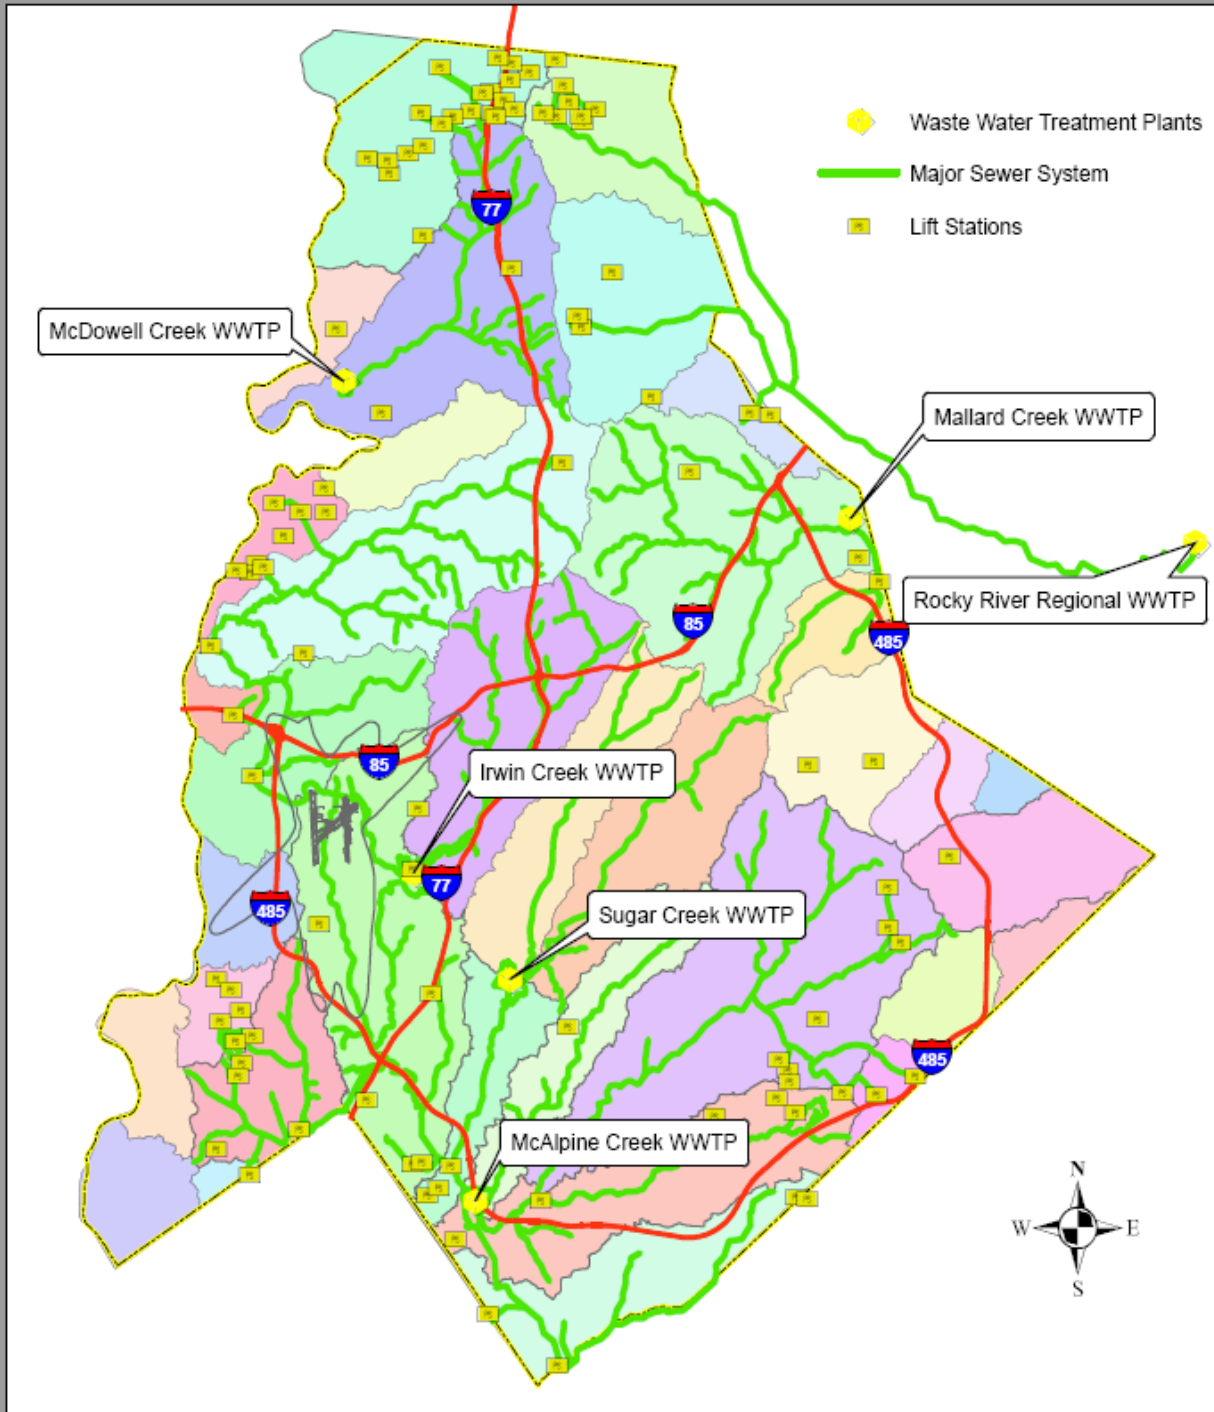 Waste Water Treatment Plants
Major Sewer System
Lift Stations
77
McDowell Creek WWTP
Mallard Creek WWTP
Rocky River Regional WWTP
85
485
85
Irwin Creek WWTP
77
485
Sugar Creek WWTP
485
McAlpine Creek WWTP
N
W E
S